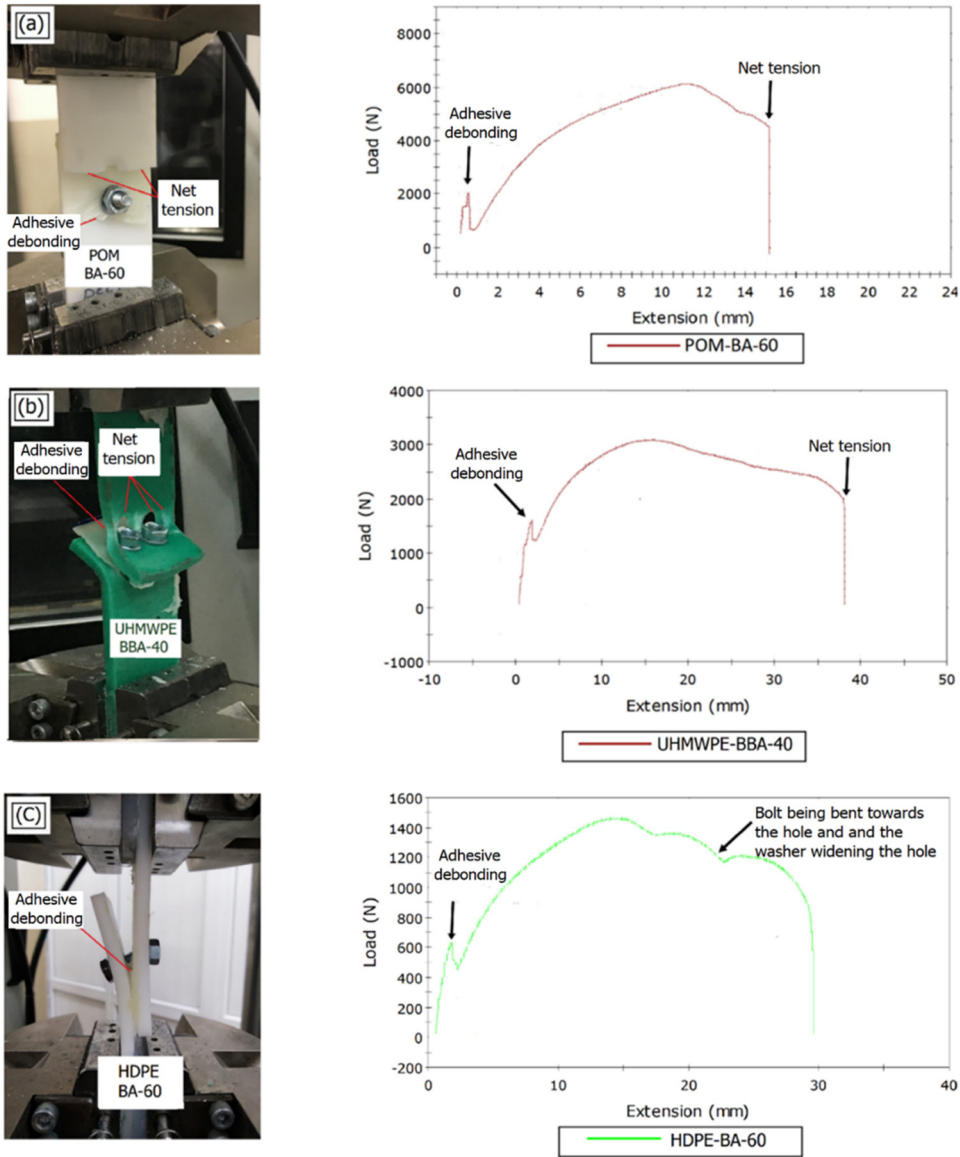 (a)
Net
tension
Adhesive
debonding
POM
BA-60
8000
6000
4000
2000
0
Load (N)
Adhesive
debonding
Net tension
0 2 4 6 8 10 12 14 16 18 20 22 24
Extension (mm)
POM-BA-60
(b)
Adhesive
debonding
Net
tension
UHMWPE
BBA-40
4000
3000
2000
1000
0
-1000
Load (N)
Adhesive
debonding
Net tension
-10 0 10 20 30 40 50
Extension (mm)
UHMWPE-BBA-40
(C)
Adhesive
debonding
HDPE
BA-60
1600
1400
1200
1000
800
600
400
200
0
-200
Load (N)
Adhesive
debonding
Bolt being bent towards
the hole and and the
washer widening the hole
0 10 20 30 40
Extension (mm)
HDPE-BA-60